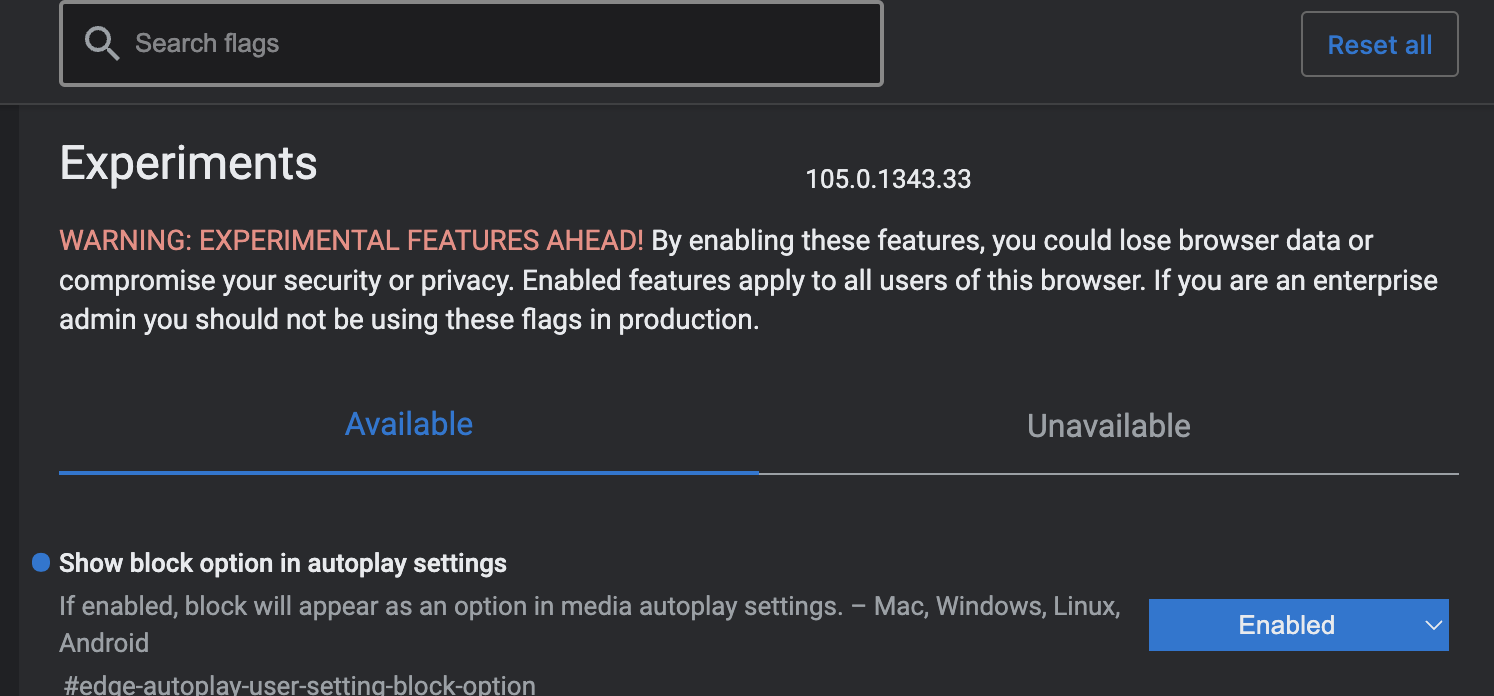 Search flags
Reset all
Experiments
105.0.1343.33
WARNING: EXPERIMENTAL FEATURES AHEAD! By enabling these features, you could lose browser data or
compromise your security or privacy. Enabled features apply to all users of this browser. If you are an enterprise
admin you should not be using these flags in production.
Available
Unavailable
Show block option in autoplay settings
If enabled, block will appear as an option in media autoplay settings. – Mac, Windows, Linux,
Android
Enabled
#edge-autoplay-user-setting-block-option